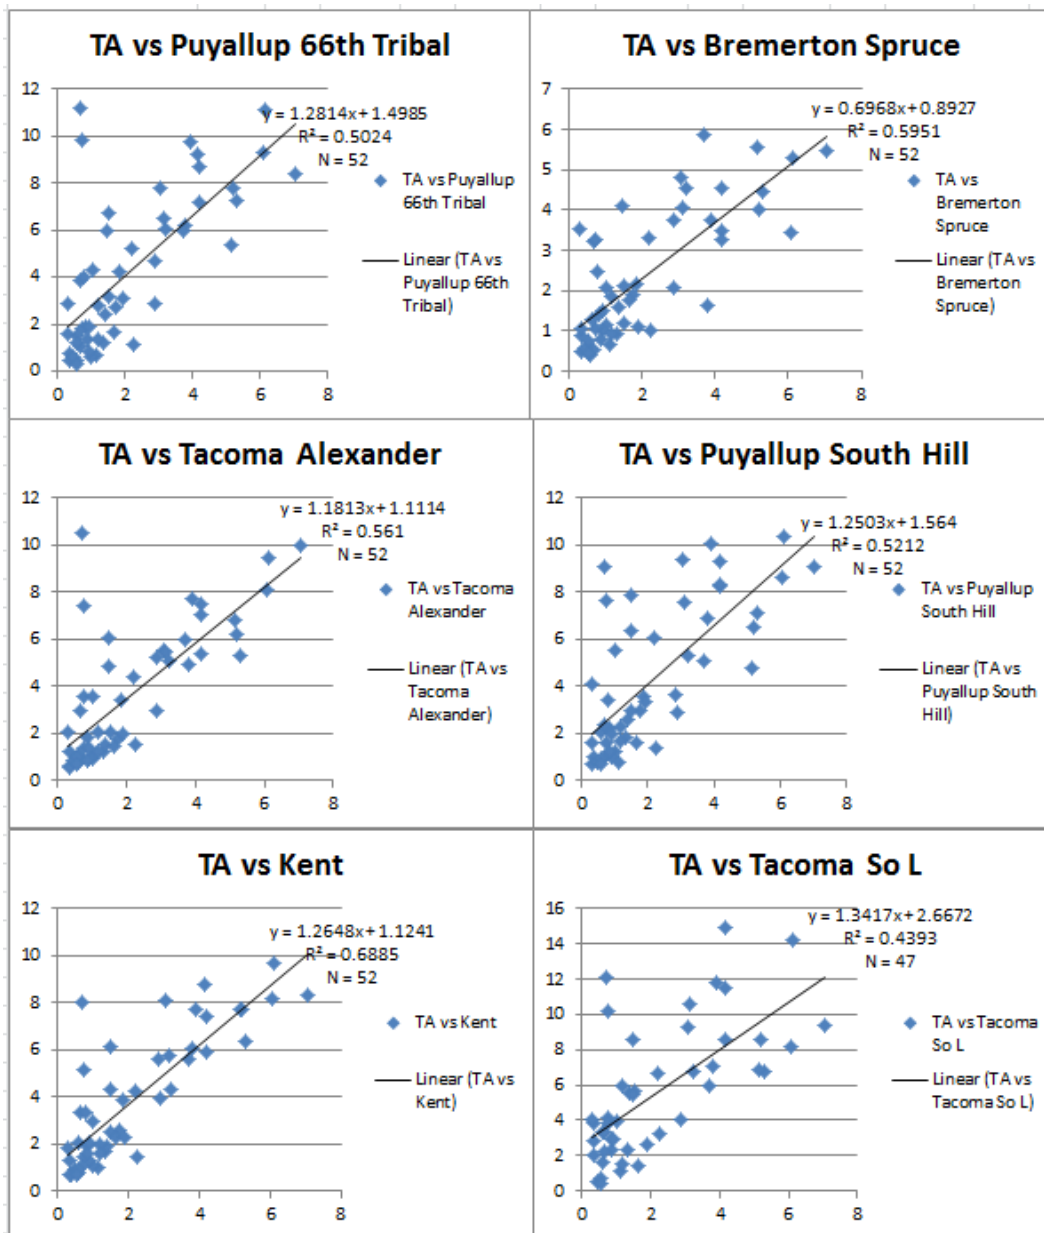 TA vs Puyallup 66th Tribal
12
10
8
6
4
2
0
0 2 4 6 8
y = 1.2814x + 1.4985
R² = 0.5024
N = 52
TA vs Puyallup
66th Tribal
Linear (TA vs
Puyallup 66th
Tribal)
TA vs Bremerton Spruce
7
6
5
4
3
2
1
0
0 2 4 6 8
y = 0.6968x + 0.8927
R² = 0.5951
N = 52
TA vs
Bremerton
Spruce
Linear (TA vs
Bremerton
Spruce)
TA vs Tacoma Alexander
12
10
8
6
4
2
0
0 2 4 6 8
y = 1.1813x + 1.1114
R² = 0.561
N = 52
TA vs Tacoma
Alexander
Linear (TA vs
Tacoma
Alexander)
TA vs Puyallup South Hill
12
10
8
6
4
2
0
0 2 4 6 8
y = 1.2503x + 1.564
R² = 0.5212
N = 52
TA vs Puyallup
South Hill
Linear (TA vs
Puyallup South
Hill)
TA vs Kent
12
10
8
6
4
2
0
0 2 4 6 8
y = 1.2648x + 1.1241
R² = 0.6885
N = 52
TA vs Kent
Linear (TA vs
Kent)
TA vs Tacoma So L
16
14
12
10
8
6
4
2
0
0 2 4 6 8
y = 1.3417x + 2.6672
R² = 0.4393
N = 47
TA vs Tacoma
So L
Linear (TA vs
Tacoma So L)